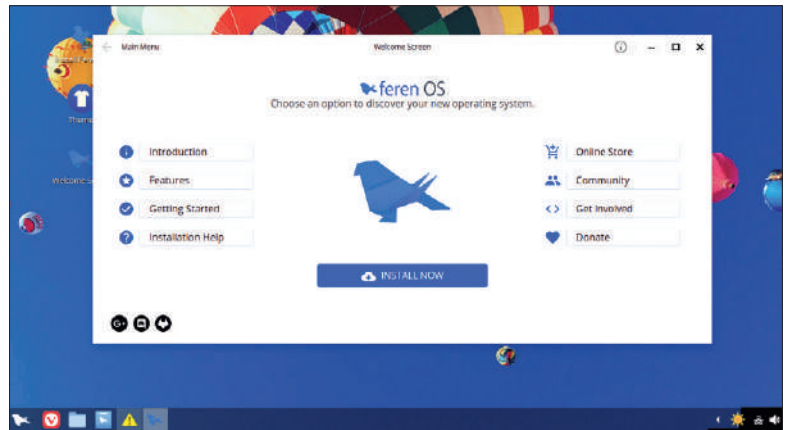 Main Menu
Welcome Screen
feren OS
Choose an option to discover your new operating system.
Introduction
Features
Getting Started
Installation Help
Online Store
Community
Get Involved
Donate
INSTALL NOW
G+
Theme
Welcome S